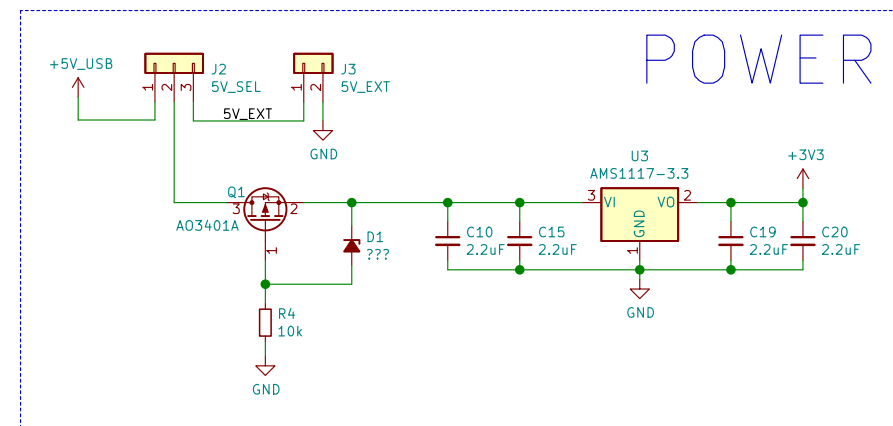 POWER
+5V_USB
J2
5V_SEL
1
2
3
J3
5V_EXT
1
2
5V_EXT
GND
Q1
3
2
AO3401A
1
D1
???
R4
10k
GND
C10
2.2uF
C15
2.2uF
U3
AMS1117-3.3
3
VI
VO
2
GND
1
GND
+3V3
C19
2.2uF
C20
2.2uF